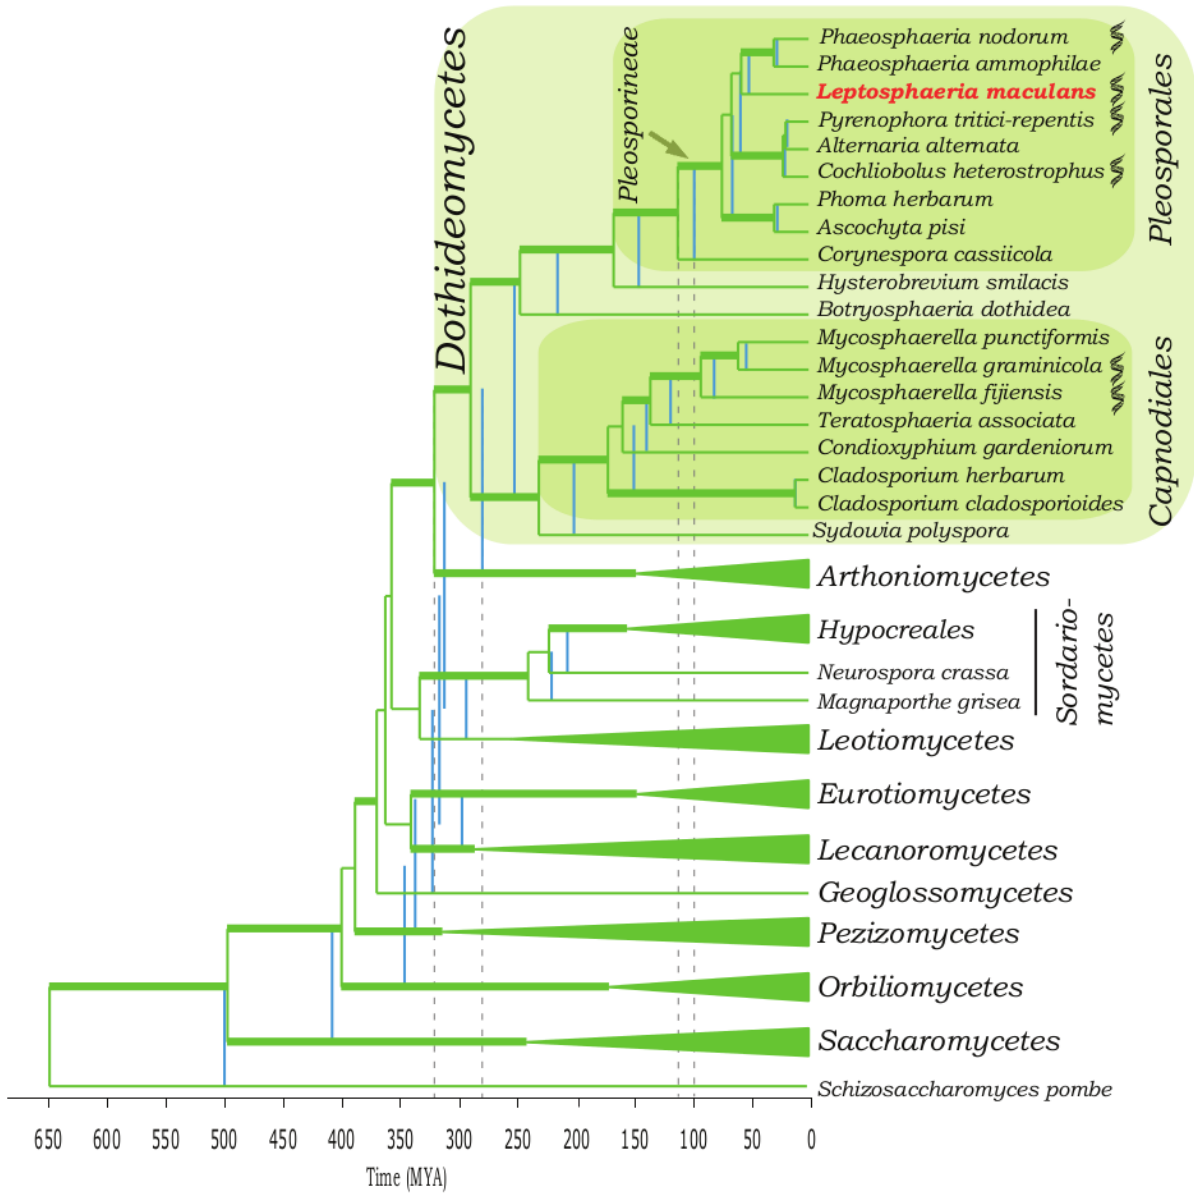 Dothideomycetes
Pleosporineae
Phaeosphaeria nodorum
Phaeosphaeria ammophilae
Leptosphaeria maculans
Pyrenophora tritici-repentis
Alternaria alternata
Cochliobolus heterostrophus
Phoma herbarum
Ascochyta pisi
Corynespora cassiicola
Pleosporales
Hysterobrevium smilacis
Botryosphaeria dothidea
Mycosphaerella punctiformis
Mycosphaerella graminicola
Mycosphaerella fijiensis
Teratosphaeria associata
Condioxyphium gardeniorum
Cladosporium herbarum
Cladosporium cladosporioides
Capnodiales
Sydowia polyspora
Arthoniomycetes
Hypocreales
Neurospora crassa
Magnaporthe grisea
Sordario-
mycetes
Leotiomycetes
Eurotiomycetes
Lecanoromycetes
Geoglossomycetes
Pezizomycetes
Orbiliomycetes
Saccharomycetes
Schizosaccharomyces pombe
650 600 550 500 450 400 350 300 250 200 150 100 50 0
Time (MYA)